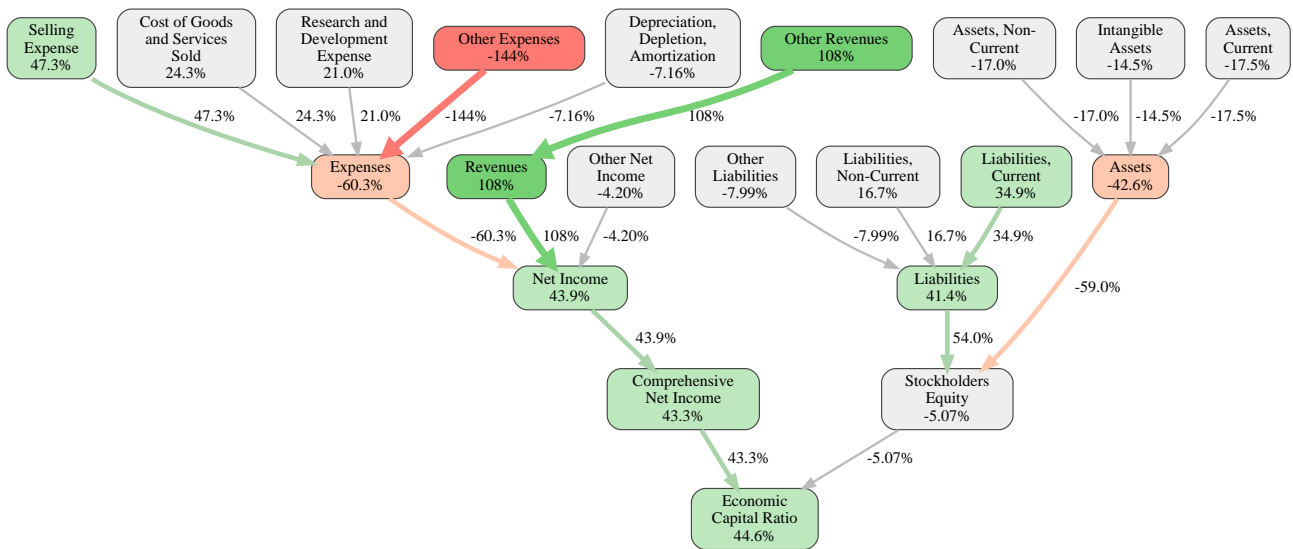 Selling
Expense
47.3%
Cost of Goods
and Services
Sold
24.3%
Research and
Development
Expense
21.0%
Other Expenses
-144%
Depreciation,
Depletion,
Amortization
-7.16%
Other Revenues
108%
Assets, Non-
Current
-17.0%
Intangible
Assets
-14.5%
Assets,
Current
-17.5%
47.3%
24.3%
21.0%
-144%
-7.16%
108%
-17.0%
-14.5%
-17.5%
Expenses
-60.3%
Revenues
108%
Other Net
Income
-4.20%
Other
Liabilities
-7.99%
Liabilities,
Non-Current
16.7%
Liabilities,
Current
34.9%
Assets
-42.6%
-60.3%
108%
-4.20%
-7.99%
16.7%
34.9%
Net Income
43.9%
Liabilities
41.4%
-59.0%
43.9%
54.0%
Comprehensive
Net Income
43.3%
Stockholders
Equity
-5.07%
43.3%
-5.07%
Economic
Capital Ratio
44.6%